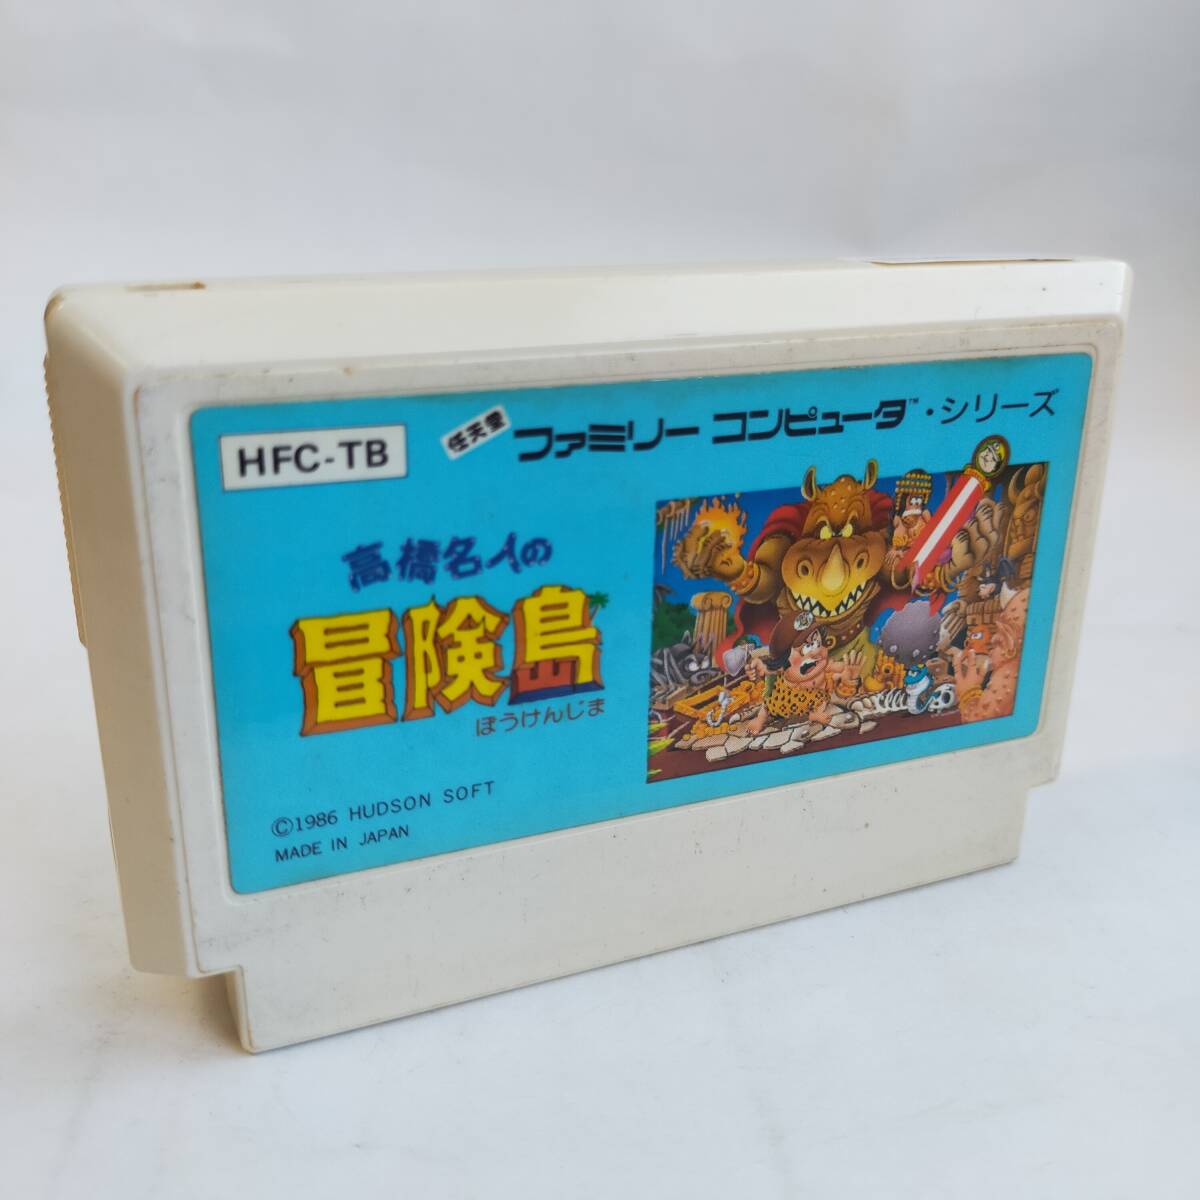 HFC-TB
任天堂 ファミリー コンピュータ™・シリーズ
高橋名人の
冒険島
ぼうけんじま
©1986 HUDSON SOFT
MADE IN JAPAN